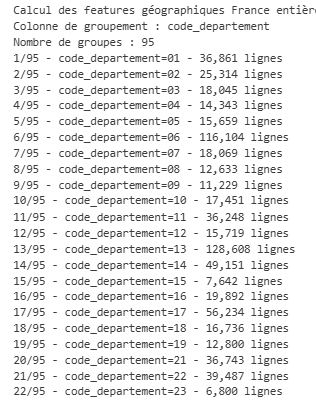 Calcul des features géographiques France entièr
Colonne de groupement : code_departement
Nombre de groupes : 95
1/95 - code_departement=01 - 36,861 lignes
2/95 - code_departement=02 - 25,314 lignes
3/95 - code_departement=03 - 18,045 lignes
4/95 - code_departement=04 - 14,343 lignes
5/95 - code_departement=05 - 15,659 lignes
6/95 - code_departement=06 - 116,104 lignes
7/95 - code_departement=07 - 18,069 lignes
8/95 - code_departement=08 - 12,633 lignes
9/95 - code_departement=09 - 11,229 lignes
10/95 - code_departement=10 - 17,451 lignes
11/95 - code_departement=11 - 36,248 lignes
12/95 - code_departement=12 - 15,719 lignes
13/95 - code_departement=13 - 128,608 lignes
14/95 - code_departement=14 - 49,151 lignes
15/95 - code_departement=15 - 7,642 lignes
16/95 - code_departement=16 - 19,892 lignes
17/95 - code_departement=17 - 56,234 lignes
18/95 - code_departement=18 - 16,736 lignes
19/95 - code_departement=19 - 12,800 lignes
20/95 - code_departement=21 - 36,743 lignes
21/95 - code_departement=22 - 39,487 lignes
22/95 - code_departement=23 - 6,800 lignes